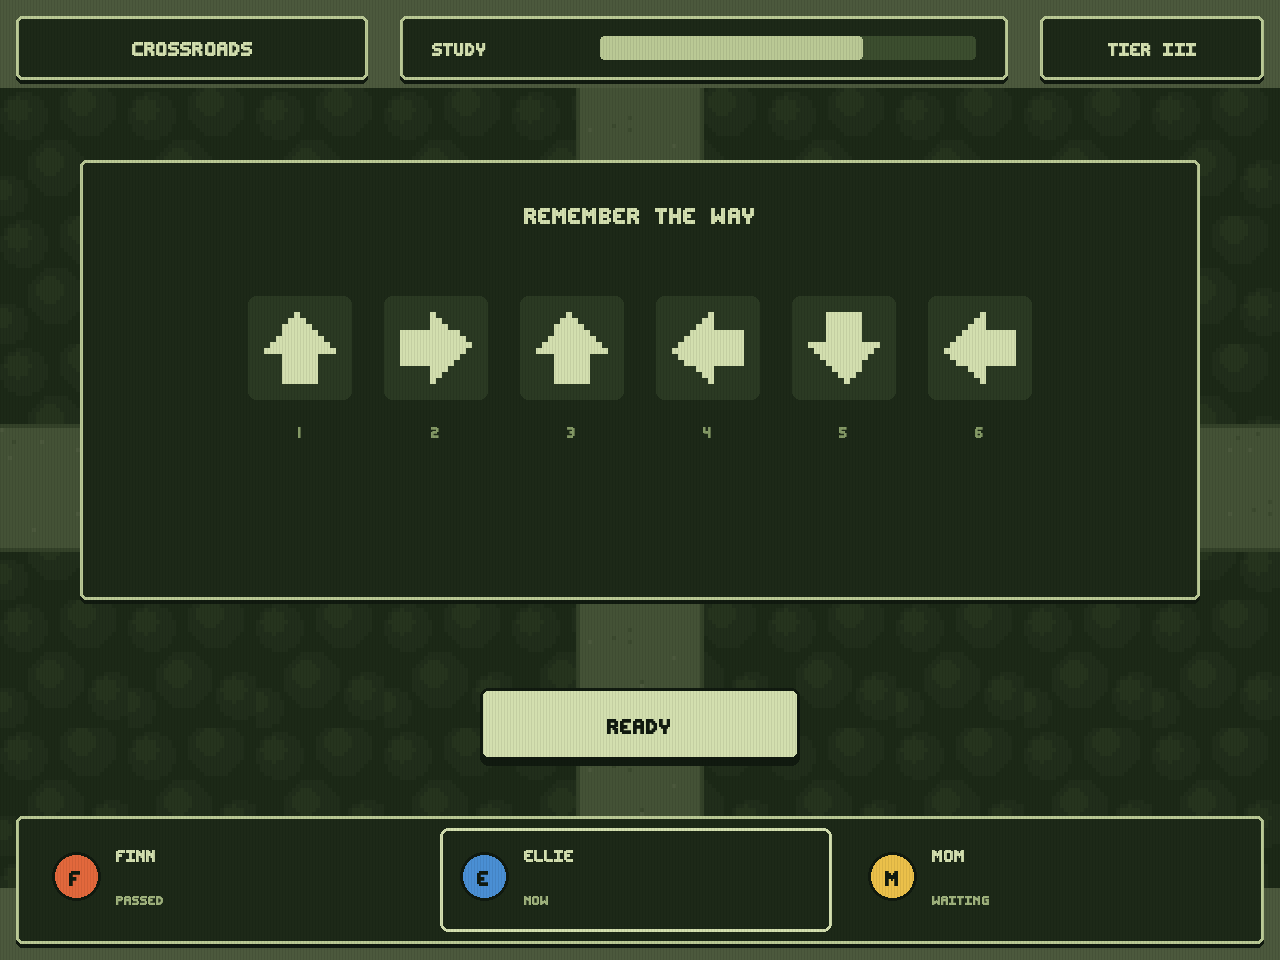 CROSSROADS
STUDY
TIER III
REMEMBER THE WAY
1 2 3 4 5 6
READY
F FINN
PASSED
E ELLIE
NOW
M MOM
WAITING